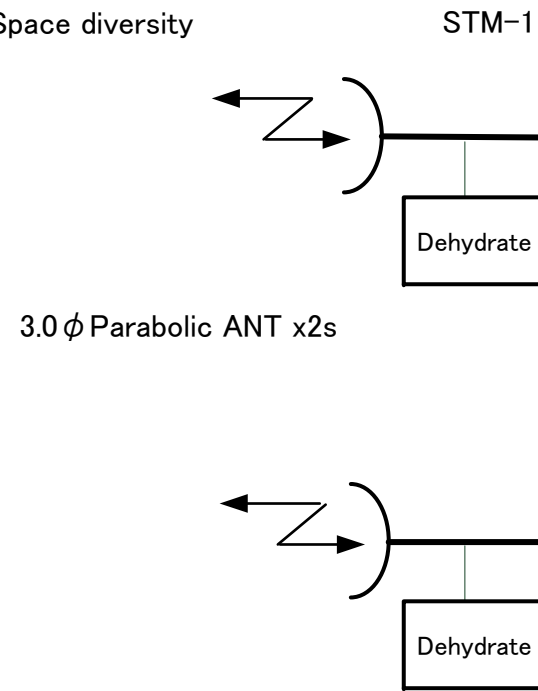 Space diversity
STM-1
Dehydrate
3.0φ Parabolic ANT x2s
Dehydrate